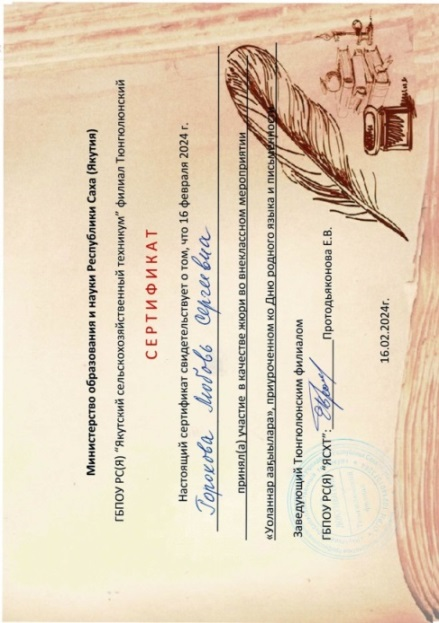 Министерство образования и науки Республики Саха (Якутия)
ГБПОУ РС(Я) "Якутский сельскохозяйственный техникум" филиал Тюнгюлюнский
СЕРТИФИКАТ
Настоящий сертификат свидетельствует о том, что 16 февраля 2024 г.
Горохова Любовь Сергеевна
принял(а) участие в качестве жюри во внеклассном мероприятии
«Уоланнар ааҕыылара», приуроченном ко Дню родного языка и письменности
Заведующий Тюнгюлюнским филиалом
ГБПОУ РС(Я) "ЯСХТ": Протодьяконова Е.В.
16.02.2024г.